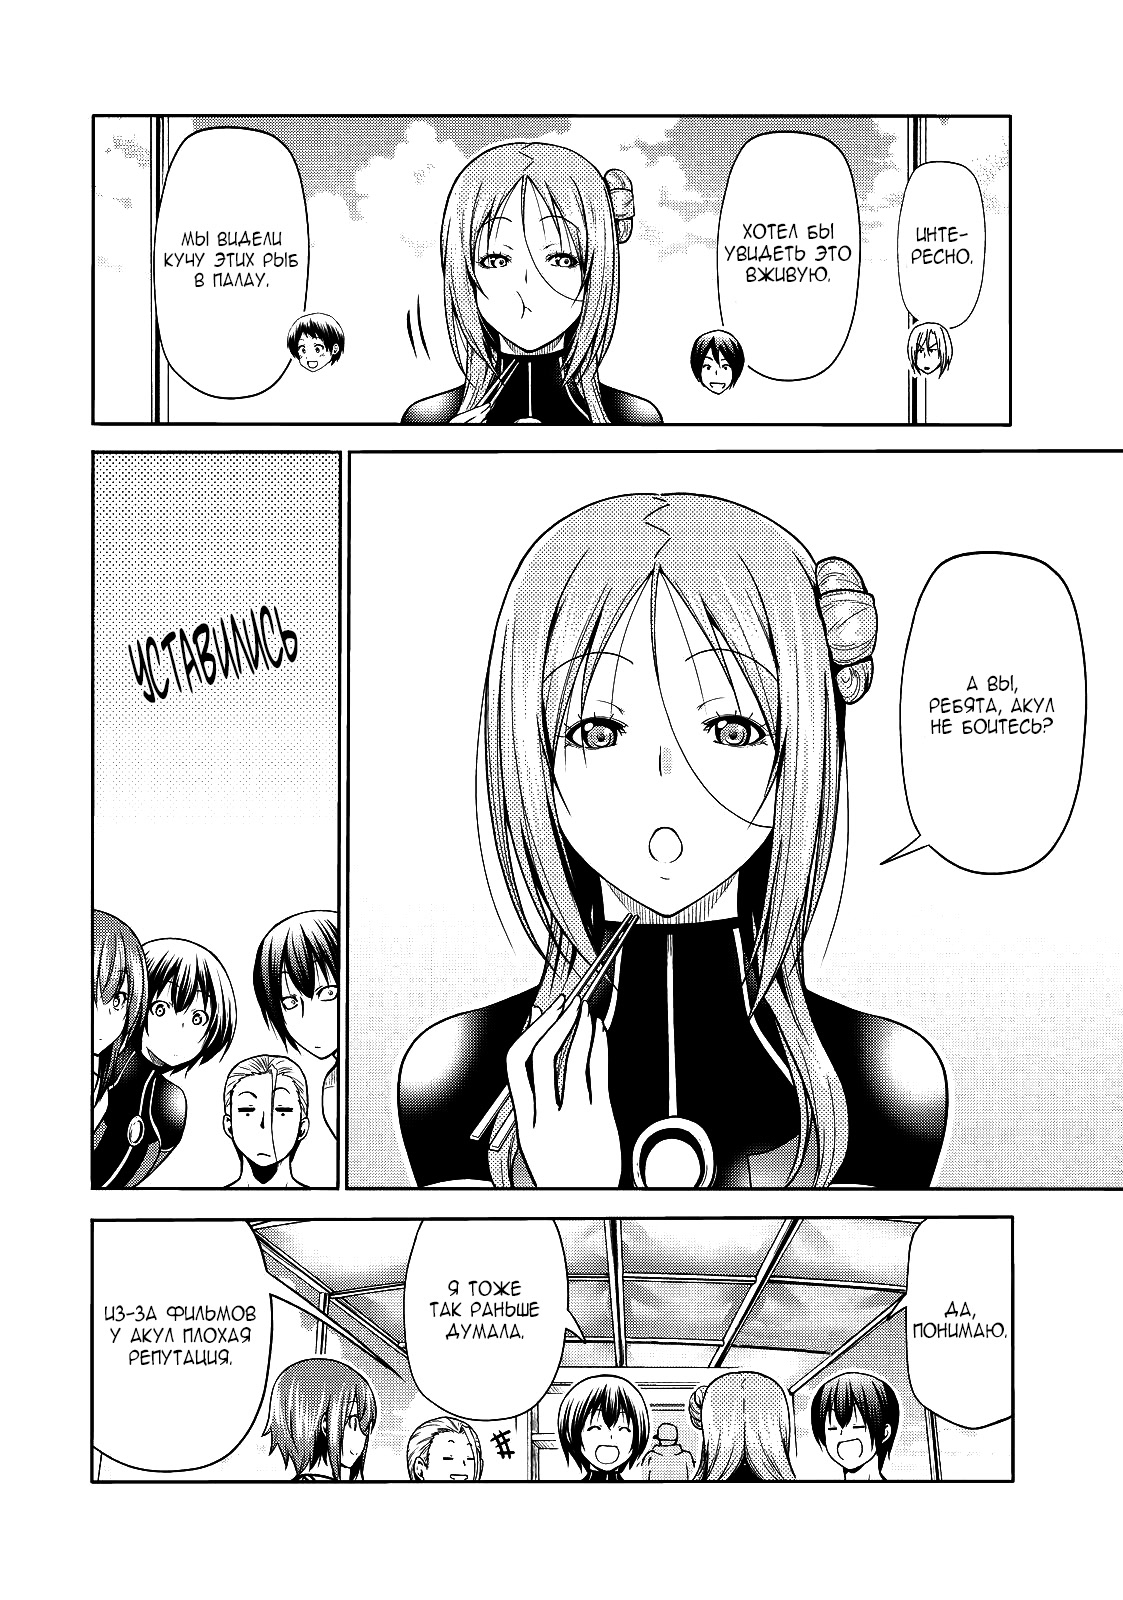 ИНТЕ-
РЕСНО.
ХОТЕЛ БЫ
УВИДЕТЬ ЭТО
ВЖИВУЮ.
МЫ ВИДЕЛИ
КУЧУ ЭТИХ РЫБ
В ПАЛАУ.
А ВЫ,
РЕБЯТА, АКУЛ
НЕ БОИТЕСЬ?
УСТАВИЛИСЬ
ДА,
ПОНИМАЮ.
Я ТОЖЕ
ТАК РАНЬШЕ
ДУМАЛА.
ИЗ-ЗА ФИЛЬМОВ
У АКУЛ ПЛОХАЯ
РЕПУТАЦИЯ.